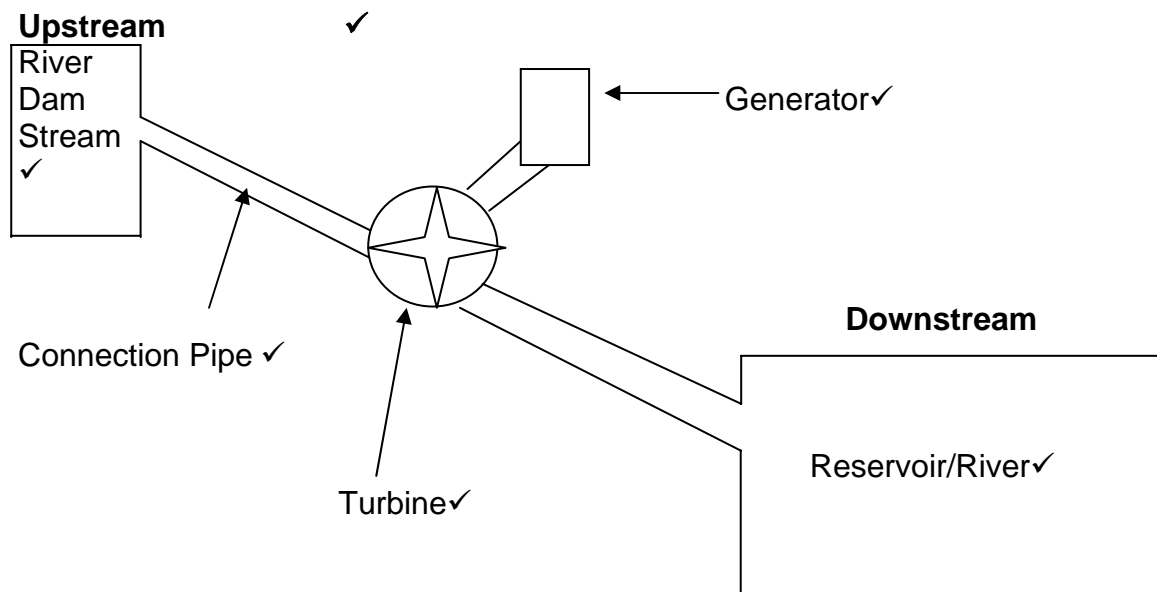 Upstream ✓
River
Dam
Stream
✓
Generator✓
Connection Pipe ✓
Downstream
Reservoir/River✓
Turbine✓